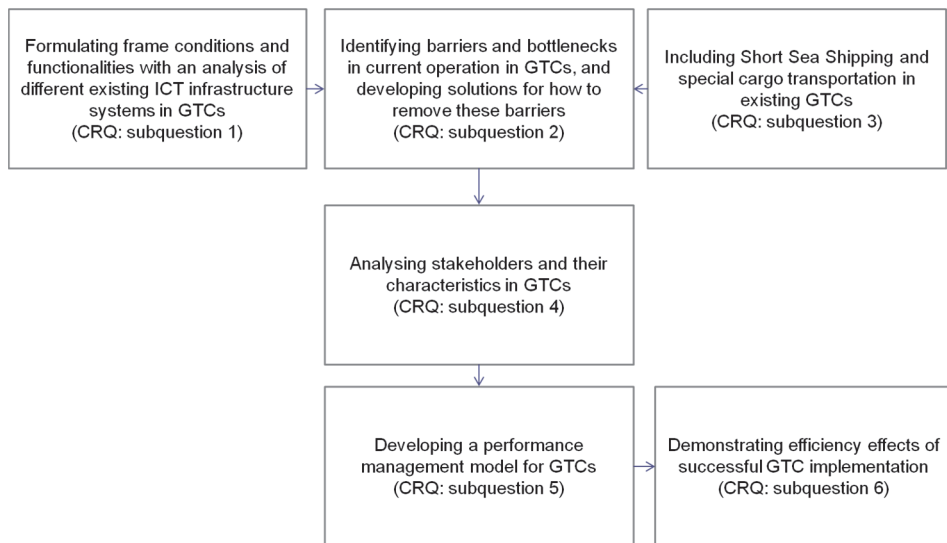 Formulating frame conditions and
functionalities with an analysis of
different existing ICT infrastructure
systems in GTCs
(CRQ: subquestion 1)
Identifying barriers and bottlenecks
in current operation in GTCs, and
developing solutions for how to
remove these barriers
(CRQ: subquestion 2)
Including Short Sea Shipping and
special cargo transportation in
existing GTCs
(CRQ: subquestion 3)
Analysing stakeholders and their
characteristics in GTCs
(CRQ: subquestion 4)
Developing a performance
management model for GTCs
(CRQ: subquestion 5)
Demonstrating efficiency effects of
successful GTC implementation
(CRQ: subquestion 6)